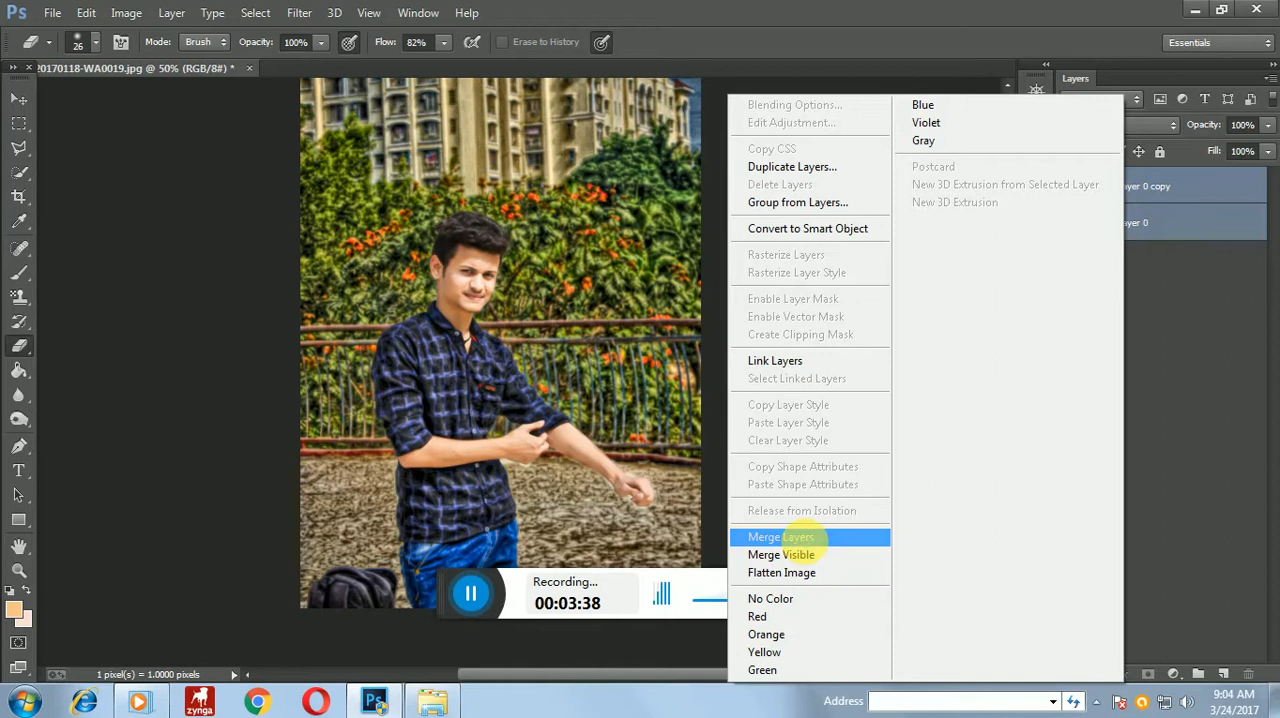 Ps File Edit Image Layer Type Select Filter 3D View Window Help
26 Mode: Brush Opacity: 100% Flow: 82% Erase to History Essentials
20170118-WA0019.jpg @ 50% (RGB/8#) *
Layers
Opacity: 100%
Fill: 100%
ayer 0 copy
ayer 0
Blending Options...
Edit Adjustment...
Copy CSS
Duplicate Layers...
Delete Layers
Group from Layers...
Convert to Smart Object
Rasterize Layers
Rasterize Layer Style
Enable Layer Mask
Enable Vector Mask
Create Clipping Mask
Link Layers
Select Linked Layers
Copy Layer Style
Paste Layer Style
Clear Layer Style
Copy Shape Attributes
Paste Shape Attributes
Release from Isolation
Merge Layers
Merge Visible
Flatten Image
No Color
Red
Orange
Yellow
Green
Blue
Violet
Gray
Postcard
New 3D Extrusion from Selected Layer
New 3D Extrusion
Recording...
00:03:38
1 pixel(s) = 1.0000 pixels
zynga
Ps
Address
9:04 AM
3/24/2017